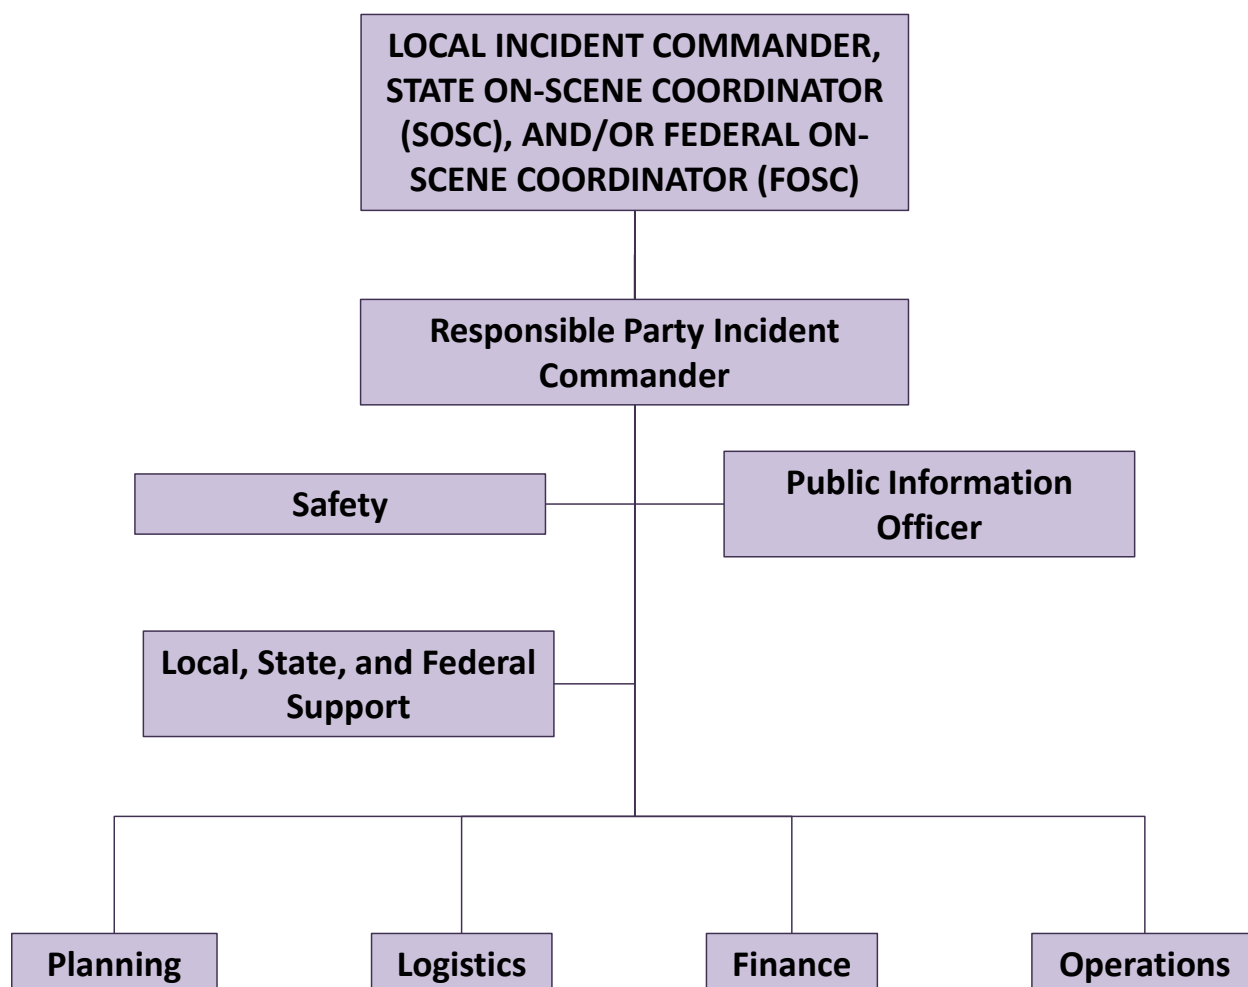 LOCAL INCIDENT COMMANDER,
STATE ON-SCENE COORDINATOR
(SOSC), AND/OR FEDERAL ON-
SCENE COORDINATOR (FOSC)
Responsible Party Incident
Commander
Safety
Public Information
Officer
Local, State, and Federal
Support
Planning
Logistics
Finance
Operations